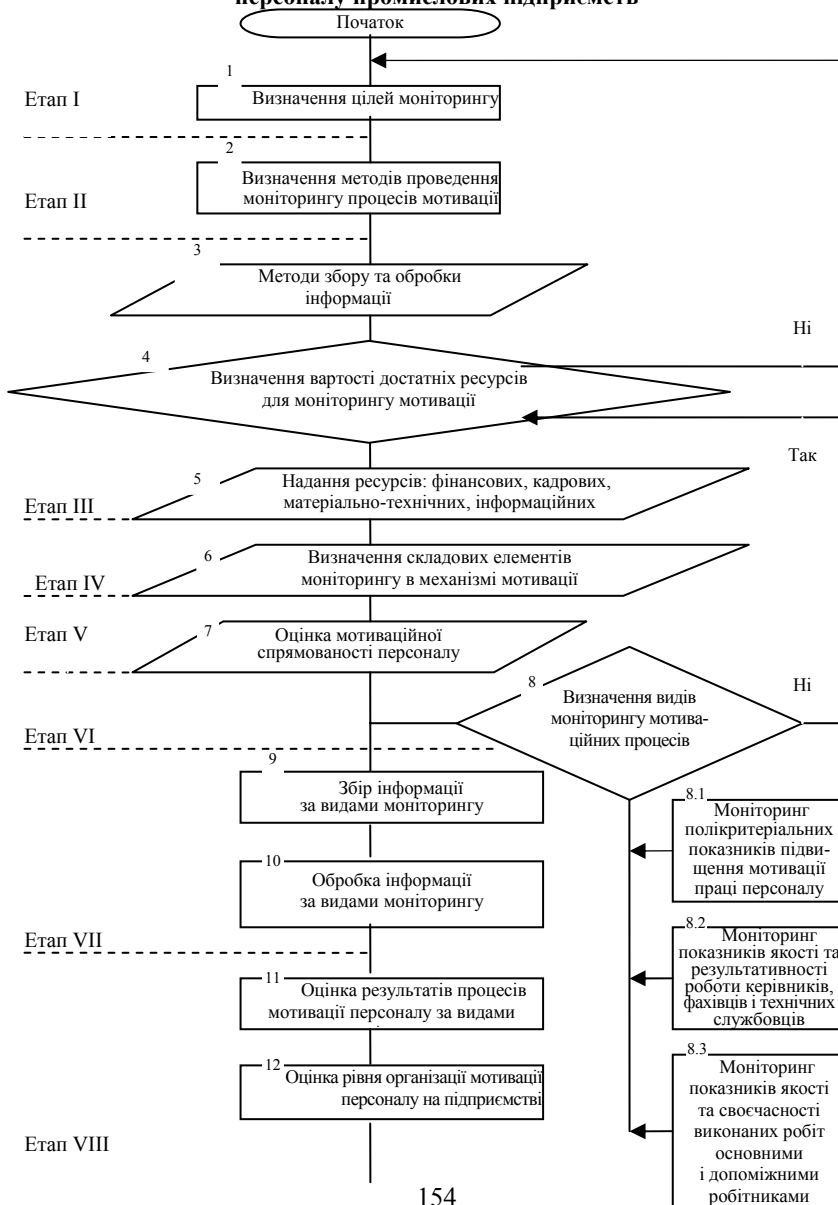 персоналу промислових підприємств
Початок
1
Етап I
Визначення цілей моніторингу
2
Визначення методів проведення
моніторингу процесів мотивації
Етап II
3
Методи збору та обробки
інформації
Ні
4
Визначення вартості достатніх ресурсів
для моніторингу мотивації
Так
5
Надання ресурсів: фінансових, кадрових,
матеріально-технічних, інформаційних
Етап III
6
Визначення складових елементів
моніторингу в механізмі мотивації
Етап IV
Етап V
7
Оцінка мотиваційної
спрямованості персоналу
8
Визначення видів
моніторингу мотива-
ційних процесів
Ні
Етап VI
9
Збір інформації
за видами моніторингу
8.1
Моніторинг
полікритеріальних
показників підви-
щення мотивації
праці персоналу
10
Обробка інформації
за видами моніторингу
Етап VII
8.2
Моніторинг
показників якості та
результативності
роботи керівників,
фахівців і технічних
службовців
11
Оцінка результатів процесів
мотивації персоналу за видами
12
Оцінка рівня організації мотивації
персоналу на підприємстві
8.3
Моніторинг
показників якості
та своєчасності
виконаних робіт
основними
і допоміжними
робітниками
Етап VIII
154